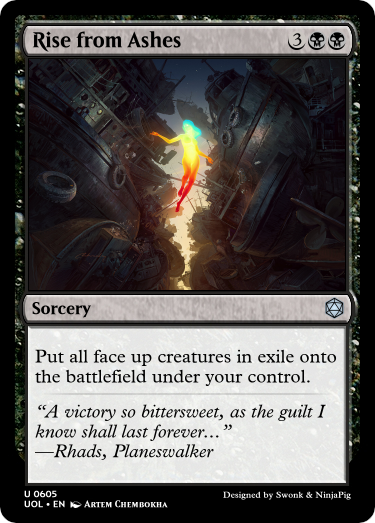 Rise from Ashes 3
Sorcery
Put all face up creatures in exile onto
the battlefield under your control.
“A victory so bittersweet, as the guilt I
know shall last forever…”
—Rhads, Planeswalker
U 0605
UOL • EN Artem Chembokha
Designed by Swonk & NinjaPig